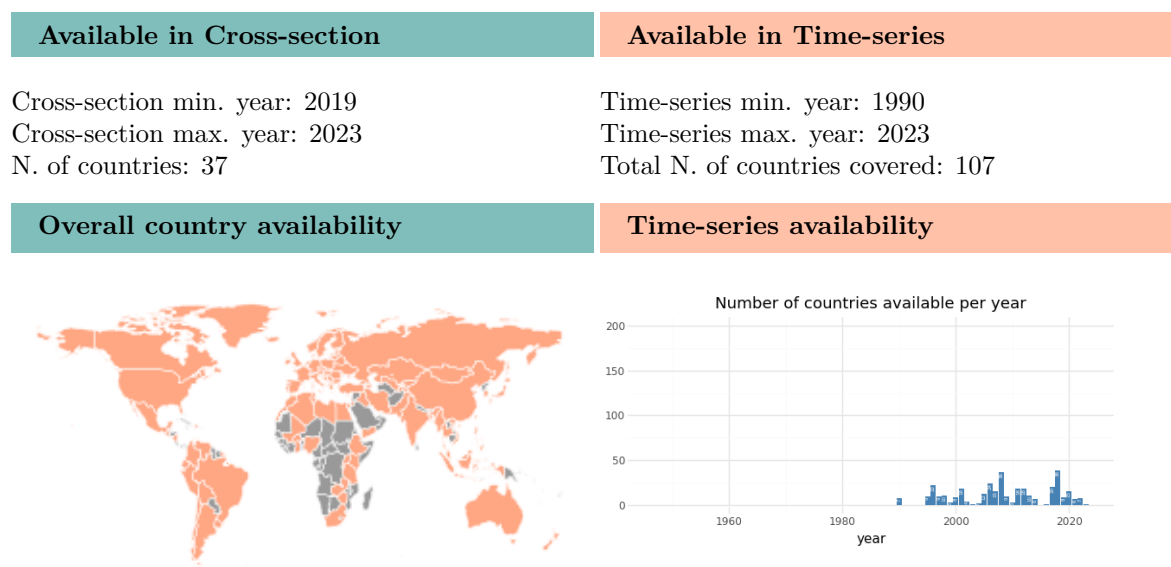 Available in Cross-section
Cross-section min. year: 2019
Cross-section max. year: 2023
N. of countries: 37
Available in Time-series
Time-series min. year: 1990
Time-series max. year: 2023
Total N. of countries covered: 107
Overall country availability
Time-series availability
Number of countries available per year
200
150
100
50
0
1960 1980 2000 2020
year